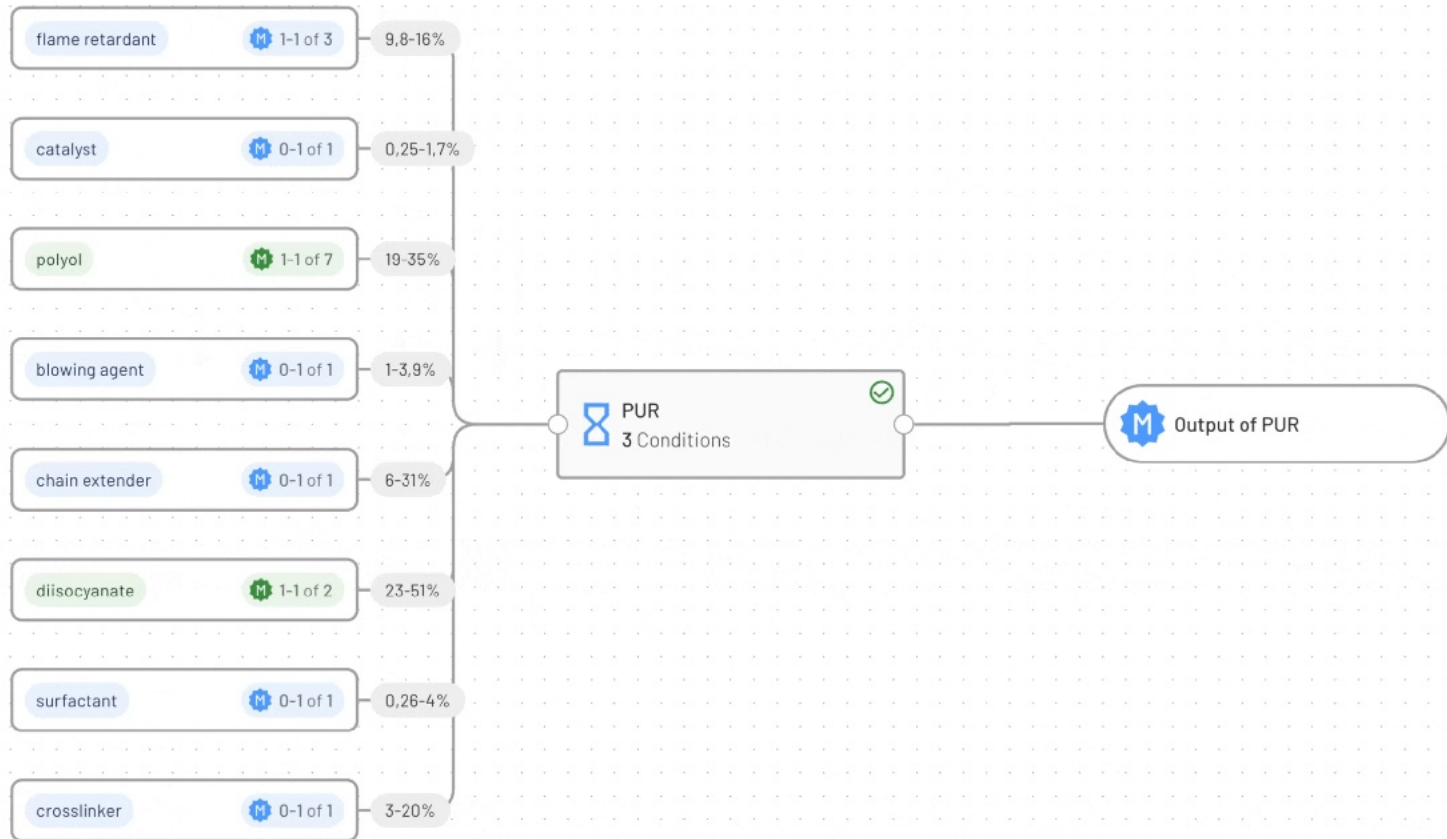 flame retardant M 1-1 of 3 9,8-16%
catalyst M 0-1 of 1 0,25-1,7%
polyol M 1-1 of 7 19-35%
blowing agent M 0-1 of 1 1-3,9%
PUR
3 Conditions
M Output of PUR
chain extender M 0-1 of 1 6-31%
diisocyanate M 1-1 of 2 23-51%
surfactant M 0-1 of 1 0,26-4%
crosslinker M 0-1 of 1 3-20%